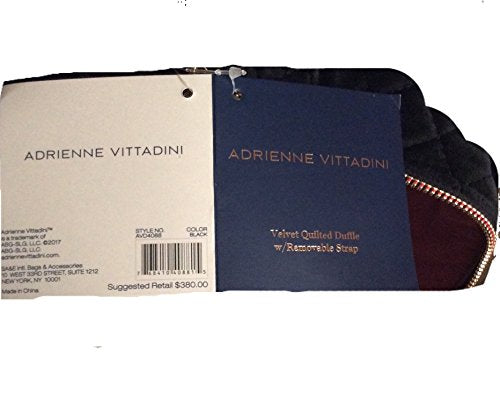 ADRIENNE VITTADINI
Adrienne Vittadini™
is a trademark of
ABG-SLG, LLC. ©2017
ABG-SLG, LLC.
adriennevittadini.com.
SA&E Intl. Bags & Accessories
10 WEST 33RD STREET, SUITE 1212
NEW YORK, NY 10001
Made in China
STYLE NO.
AVD4088
COLOR
BLACK
Suggested Retail $380.00
ADRIENNE VITTADINI
Velvet Quilted Duffle
w/Removable Strap